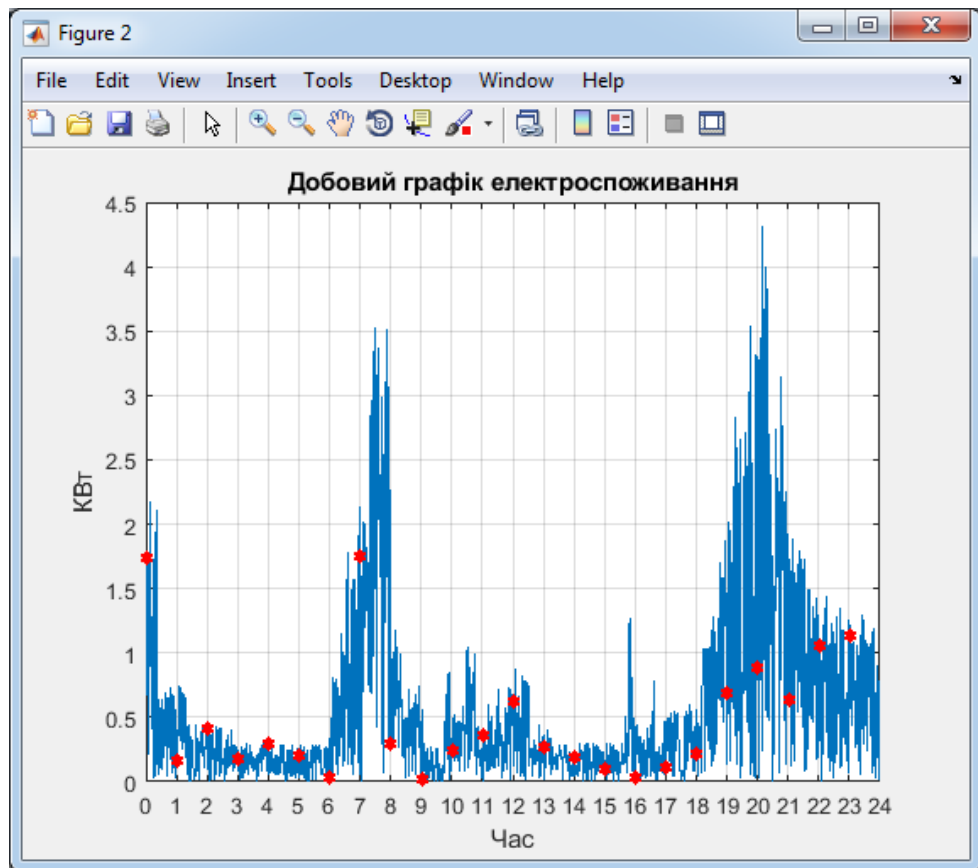 Figure 2
File Edit View Insert Tools Desktop Window Help
Добовий графік електроспоживання
4.5
4
3.5
3
2.5
2
1.5
1
0.5
0
КВт
0 1 2 3 4 5 6 7 8 9 10 11 12 13 14 15 16 17 18 19 20 21 22 23 24
Час